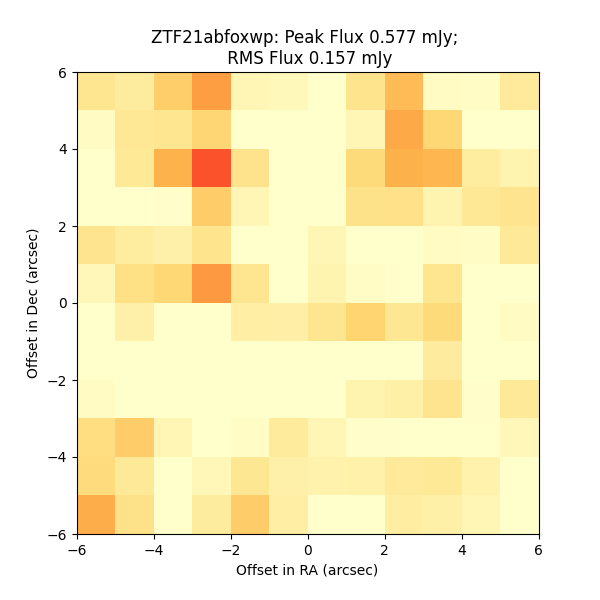 ZTF21abfoxwp: Peak Flux 0.577 mJy;
RMS Flux 0.157 mJy
6
4
2
0
−2
−4
−6
Offset in Dec (arcsec)
−6 −4 −2 0 2 4 6
Offset in RA (arcsec)